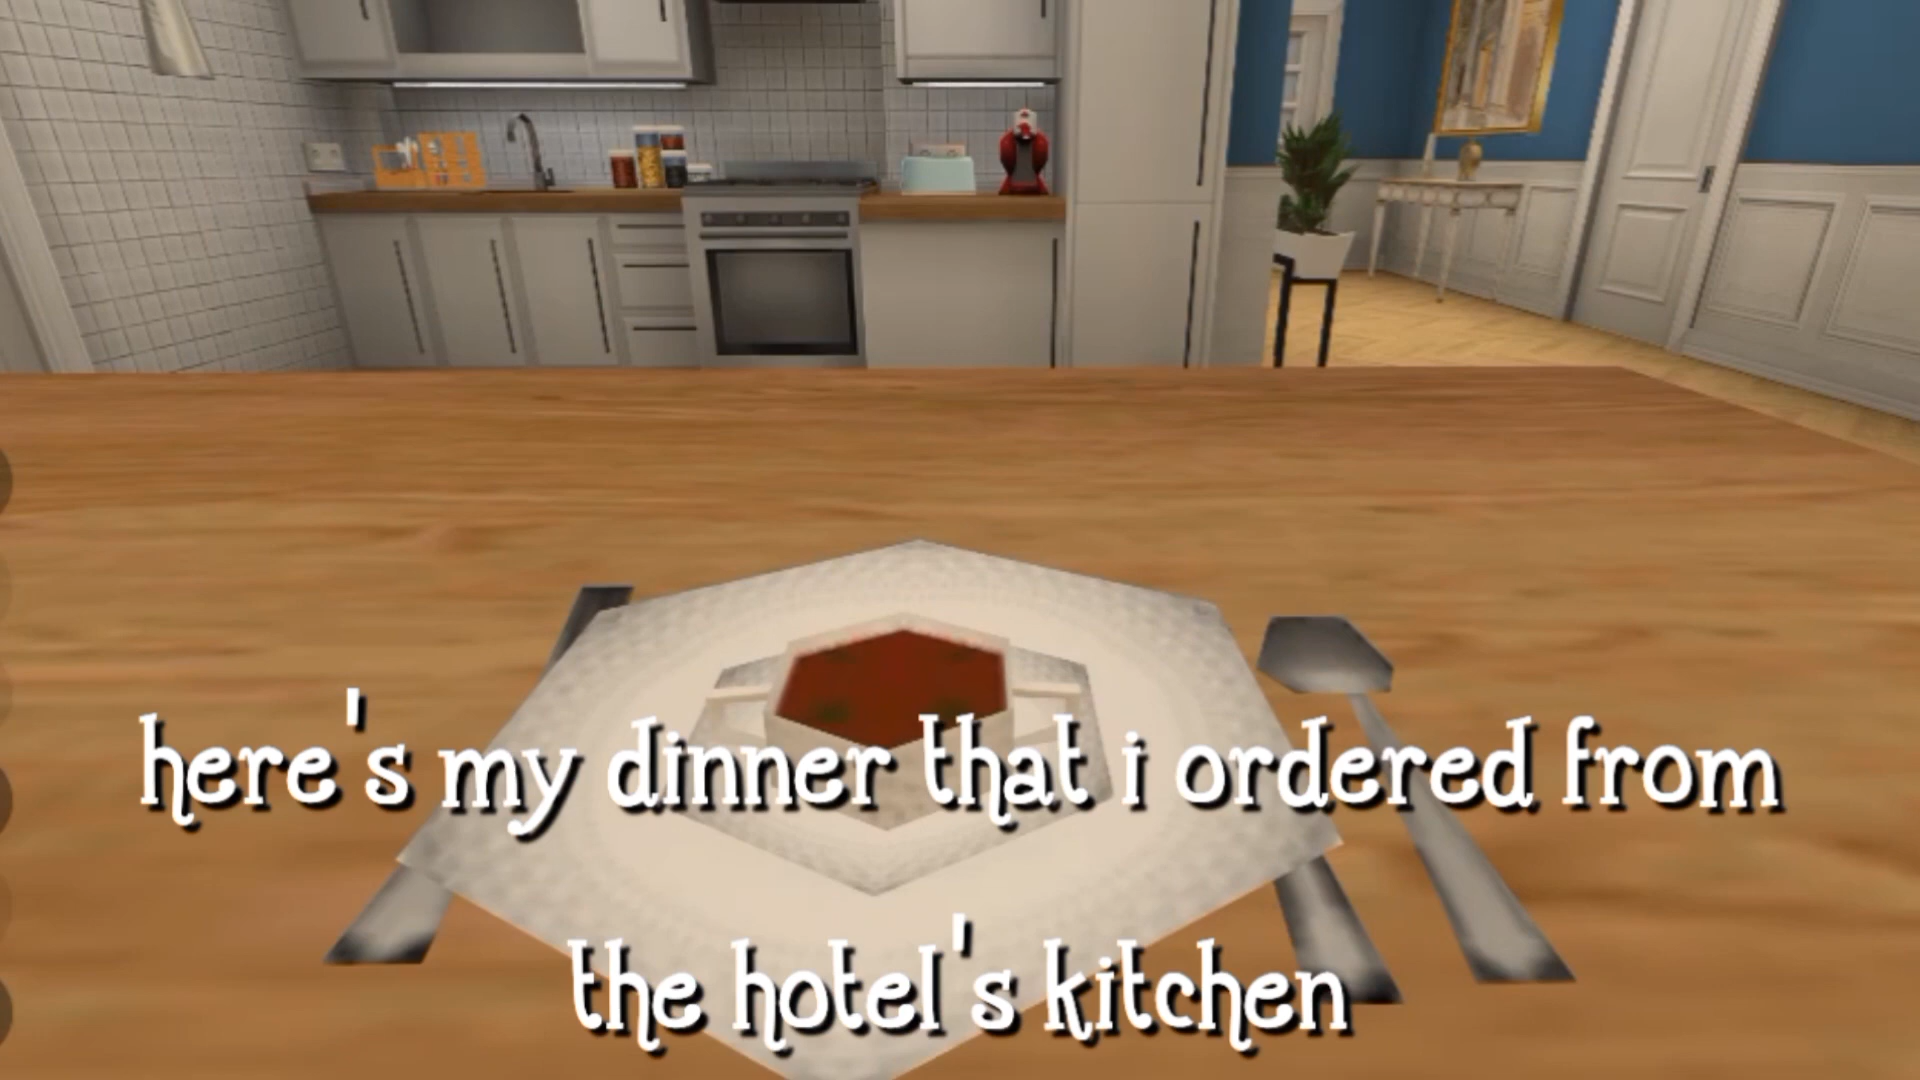 here's my dinner that i ordered from
the hotel's kitchen